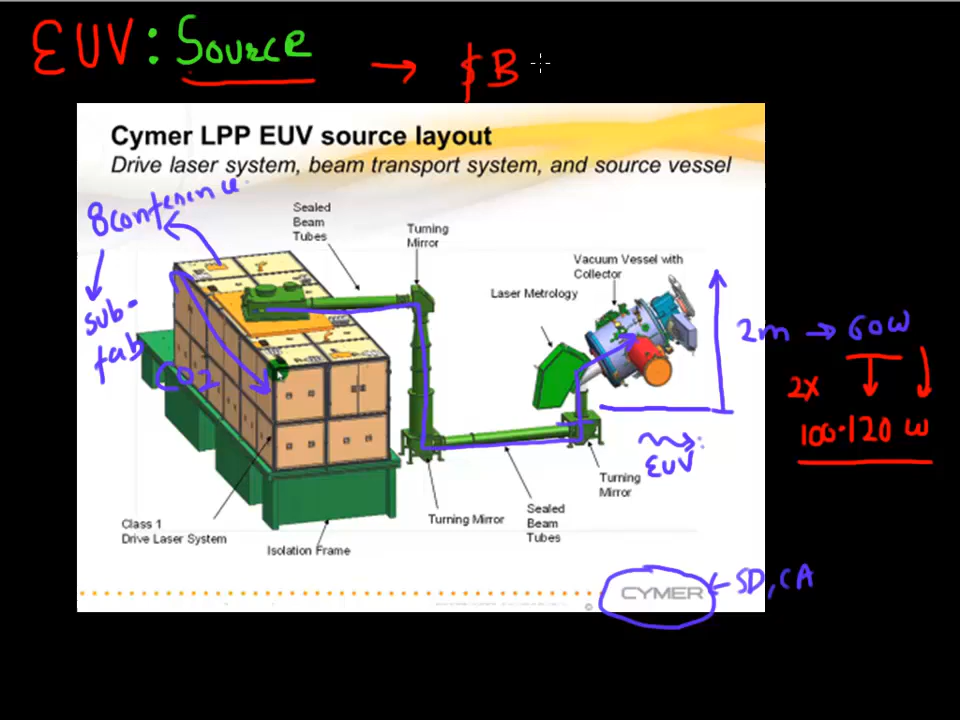 EUV: Source → $B
Cymer LPP EUV source layout
Drive laser system, beam transport system, and source vessel
8 conference
sub-
fab
CO2
Sealed
Beam
Tubes
Turning
Mirror
Vacuum Vessel with
Collector
Laser Metrology
2m → 60W
2X
100-120 W
EUV
Turning
Mirror
Sealed
Beam
Tubes
Turning Mirror
Class 1
Drive Laser System
Isolation Frame
CYMER
SD, CA